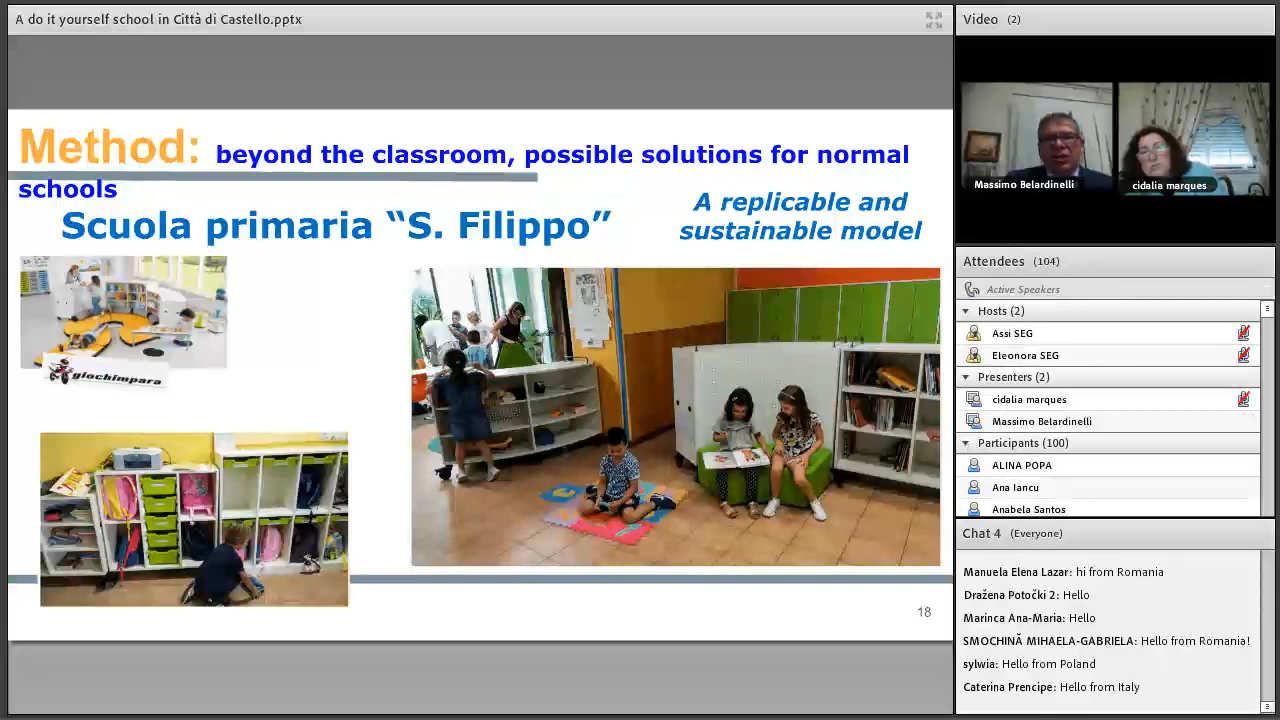 A do it yourself school in Città di Castello.pptx
Method: beyond the classroom, possible solutions for normal
schools
Scuola primaria “S. Filippo”
A replicable and
sustainable model
giochimpara
18
Video (2)
Massimo Belardinelli
cidalia marques
Attendees (104)
Active Speakers
Hosts (2)
Assi SEG
Eleonora SEG
Presenters (2)
cidalia marques
Massimo Belardinelli
Participants (100)
ALINA POPA
Ana Iancu
Anabela Santos
Chat 4 (Everyone)
Manuela Elena Lazar: hi from Romania
Dražena Potočki 2: Hello
Marinca Ana-Maria: Hello
SMOCHINĂ MIHAELA-GABRIELA: Hello from Romania!
sylwia: Hello from Poland
Caterina Prencipe: Hello from Italy